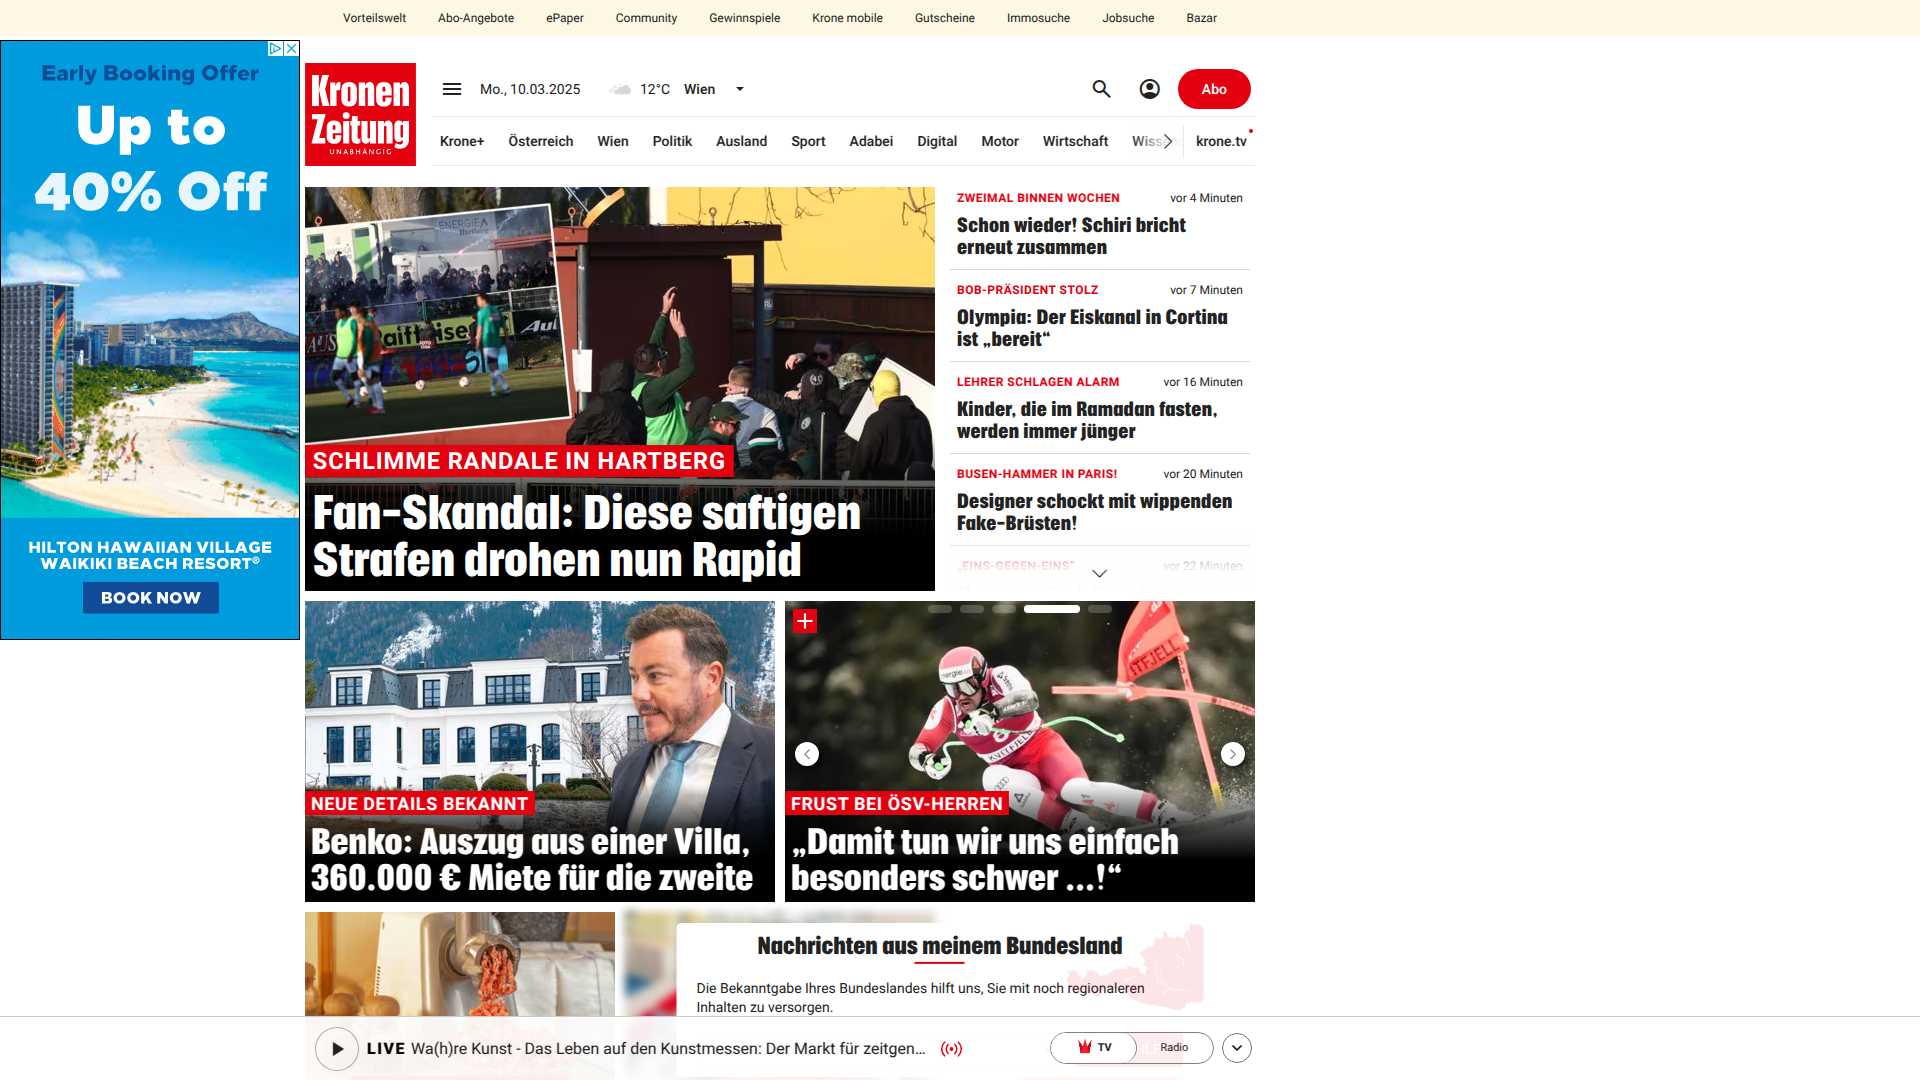 Vorteilswelt
Abo-Angebote
ePaper
Community
Gewinnspiele
Krone mobile
Gutscheine
Immosuche
Jobsuche
Bazar
Early Booking Offer
Up to
40% Off
HILTON HAWAIIAN VILLAGE
WAIKIKI BEACH RESORT®
BOOK NOW
Kronen
Zeitung
UNABHÄNGIG
Mo., 10.03.2025
12°C
Wien
Abo
Krone+
Österreich
Wien
Politik
Ausland
Sport
Adabei
Digital
Motor
Wirtschaft
krone.tv
ENERGIE
Hartberg
SCHLIMME RANDALE IN HARTBERG
Fan-Skandal: Diese saftigen
Strafen drohen nun Rapid
ZWEIMAL BINNEN WOCHEN
vor 4 Minuten
Schon wieder! Schiri bricht
erneut zusammen
BOB-PRÄSIDENT STOLZ
vor 7 Minuten
Olympia: Der Eiskanal in Cortina
ist „bereit“
LEHRER SCHLAGEN ALARM
vor 16 Minuten
Kinder, die im Ramadan fasten,
werden immer jünger
BUSEN-HAMMER IN PARIS!
vor 20 Minuten
Designer schockt mit wippenden
Fake-Brüsten!
„EINS-GEGEN-EINS“
vor 22 Minuten
NEUE DETAILS BEKANNT
Benko: Auszug aus einer Villa,
360.000 € Miete für die zweite
FRUST BEI ÖSV-HERREN
„Damit tun wir uns einfach
besonders schwer ...!“
Nachrichten aus meinem Bundesland
Die Bekanntgabe Ihres Bundeslandes hilft uns, Sie mit noch regionaleren
Inhalten zu versorgen.
LIVE Wa(h)re Kunst - Das Leben auf den Kunstmessen: Der Markt für zeitgen...
TV
Radio